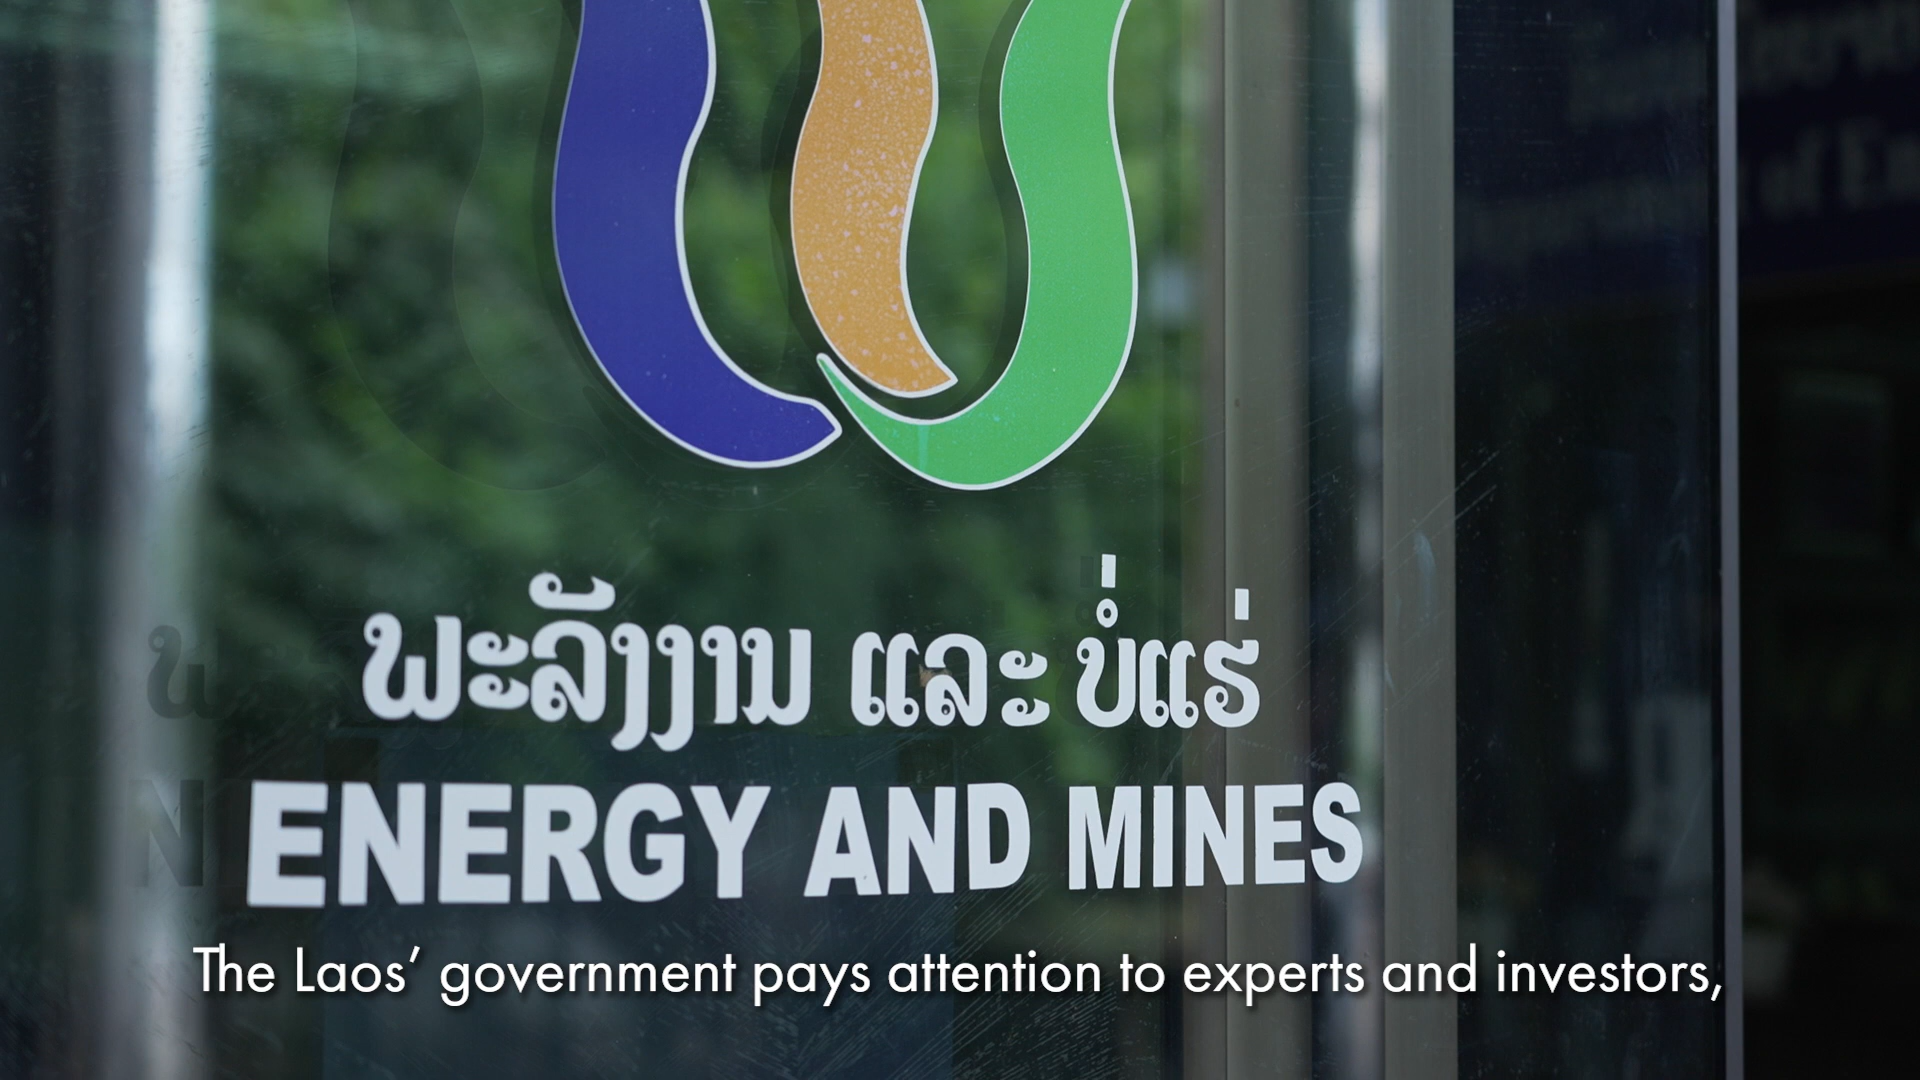 ພະລັງງານ ແລະ ບໍ່ແຮ່
ENERGY AND MINES
The Laos’ government pays attention to experts and investors,